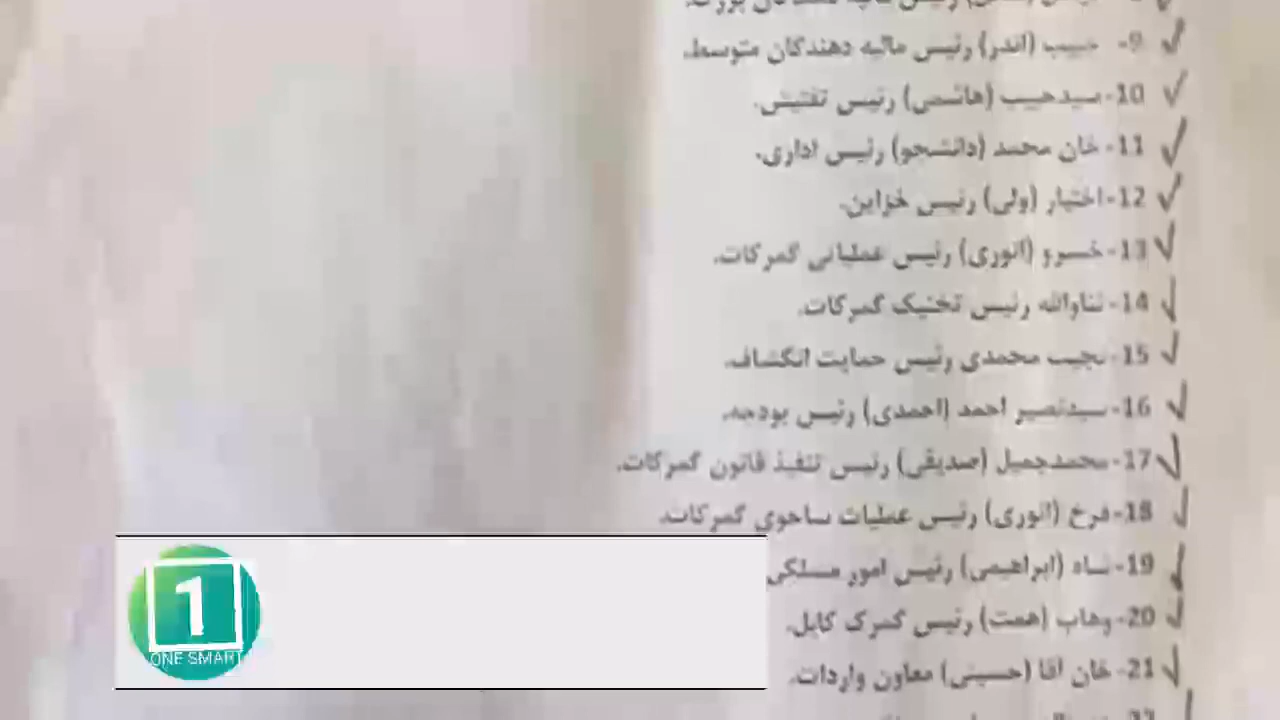 9- حبیب (اندر) رئیس مالیه دهندگان متوسط.
10-سیدحبیب (هاشمی) رئیس تفتیش.
11-خان محمد (دانشجو) رئیس اداری.
12-اختیار (ولی) رئیس خزاین.
13-خسرو (انوری) رئیس عملیاتی گمرکات.
14-ثناوالله رئیس تخنیک گمرکات.
15-نجیب محمدی رئیس حمایت انکشاف.
16-سیدنصیر احمد (احمدی) رئیس بودجه.
17-محمدجمیل (صدیقی) رئیس تنفیذ قانون گمرکات.
18-فرخ (انوری) رئیس عملیات ساحوی گمرکات.
19- (ابراهیمی) رئیس امور مسلکی
20-وهاب (همت) رئیس گمرک کابل.
21-خان آقا (حسینی) معاون واردات.
1
ONE SMART